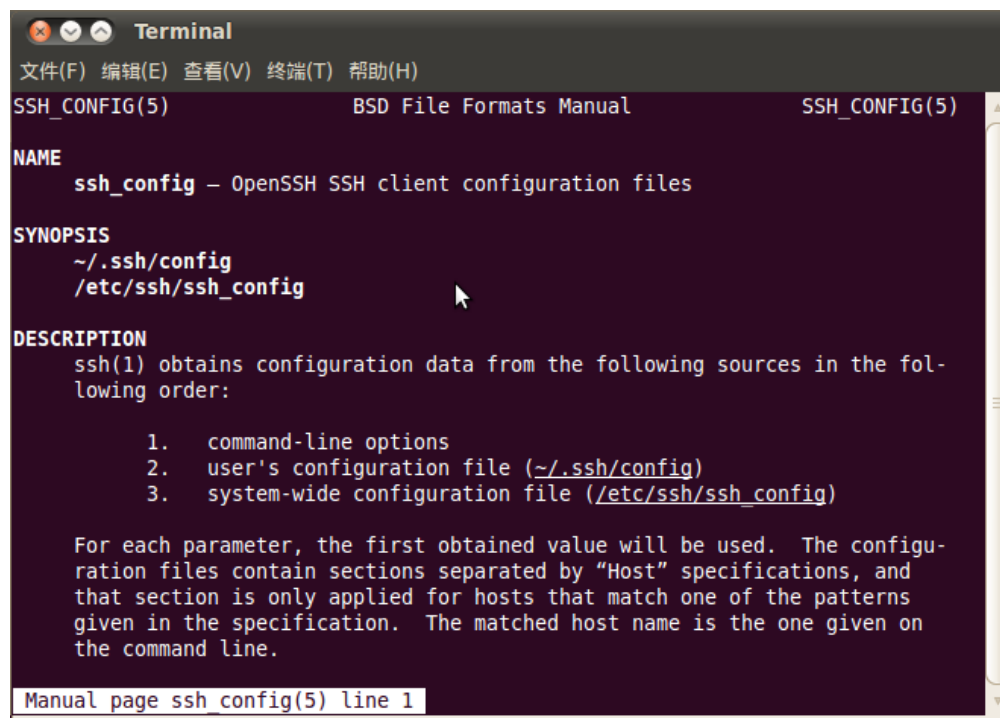 Terminal
文件(F) 编辑(E) 查看(V) 终端(T) 帮助(H)
SSH_CONFIG(5) BSD File Formats Manual SSH_CONFIG(5)
NAME
ssh_config — OpenSSH SSH client configuration files
SYNOPSIS
~/.ssh/config
/etc/ssh/ssh_config
DESCRIPTION
ssh(1) obtains configuration data from the following sources in the fol-
lowing order:
1. command-line options
2. user's configuration file (~/.ssh/config)
3. system-wide configuration file (/etc/ssh/ssh_config)
For each parameter, the first obtained value will be used. The configu-
ration files contain sections separated by “Host” specifications, and
that section is only applied for hosts that match one of the patterns
given in the specification. The matched host name is the one given on
the command line.
Manual page ssh_config(5) line 1